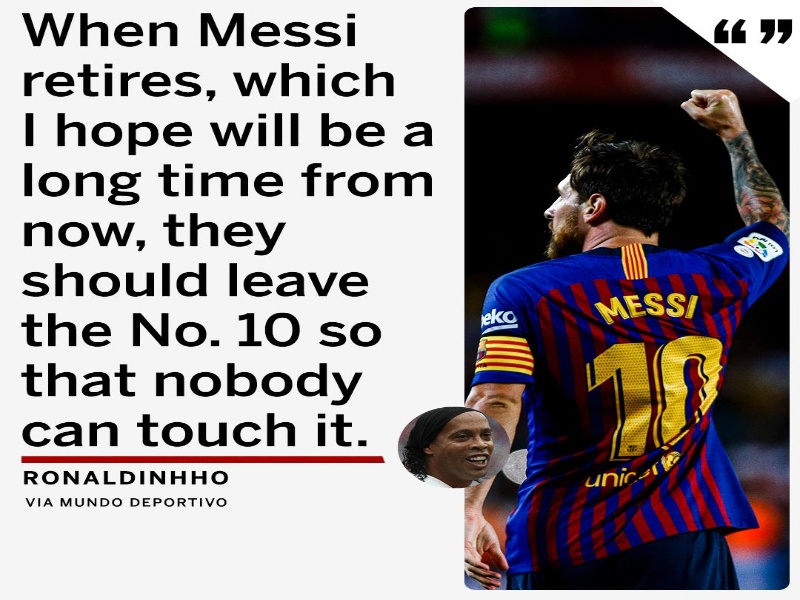 When Messi
retires, which
I hope will be a
long time from
now, they
should leave
the No. 10 so
that nobody
can touch it.
RONALDINHHO
VIA MUNDO DEPORTIVO
“ ”
MESSI
10
beko
unicef